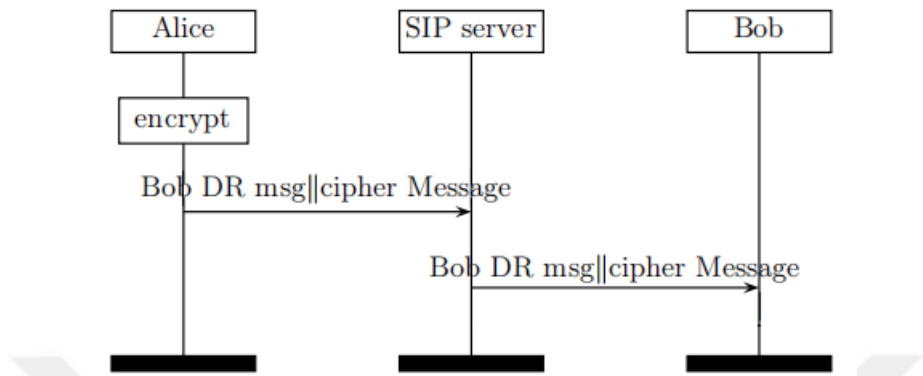 Alice
SIP server
Bob
encrypt
Bob DR msg||cipher Message
Bob DR msg||cipher Message